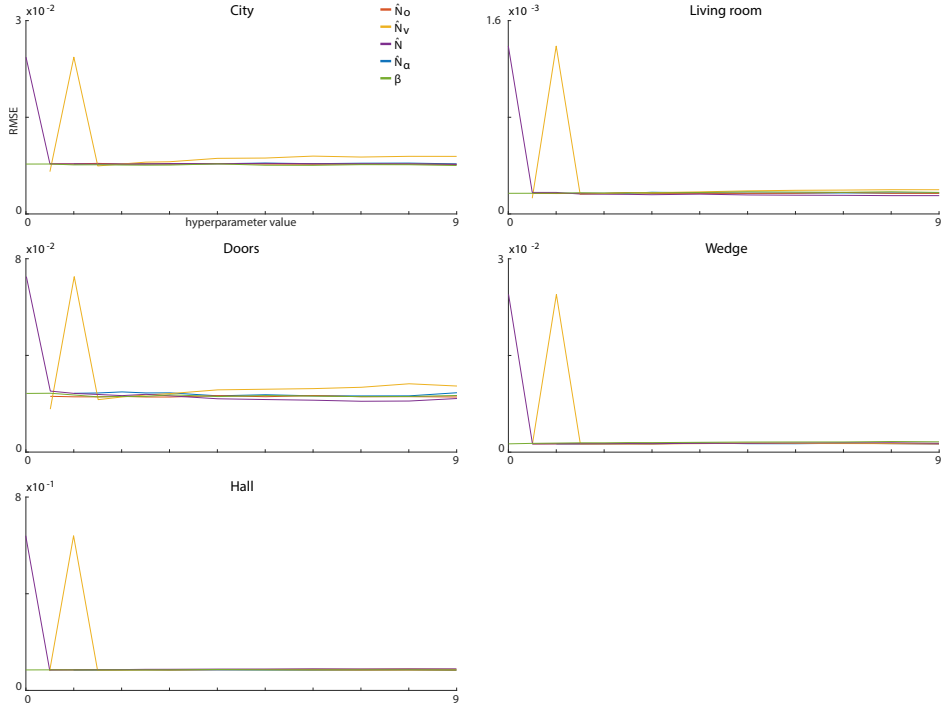 City
x10 -2
3
RMSE
0
0
hyperparameter value
9
N̂o
N̂v
N̂
N̂α
β
Living room
1.6 x10 -3
0
0
9
Doors
x10 -2
8
0
0
9
Wedge
x10 -2
3
0
0
9
Hall
x10 -1
8
0
0
9